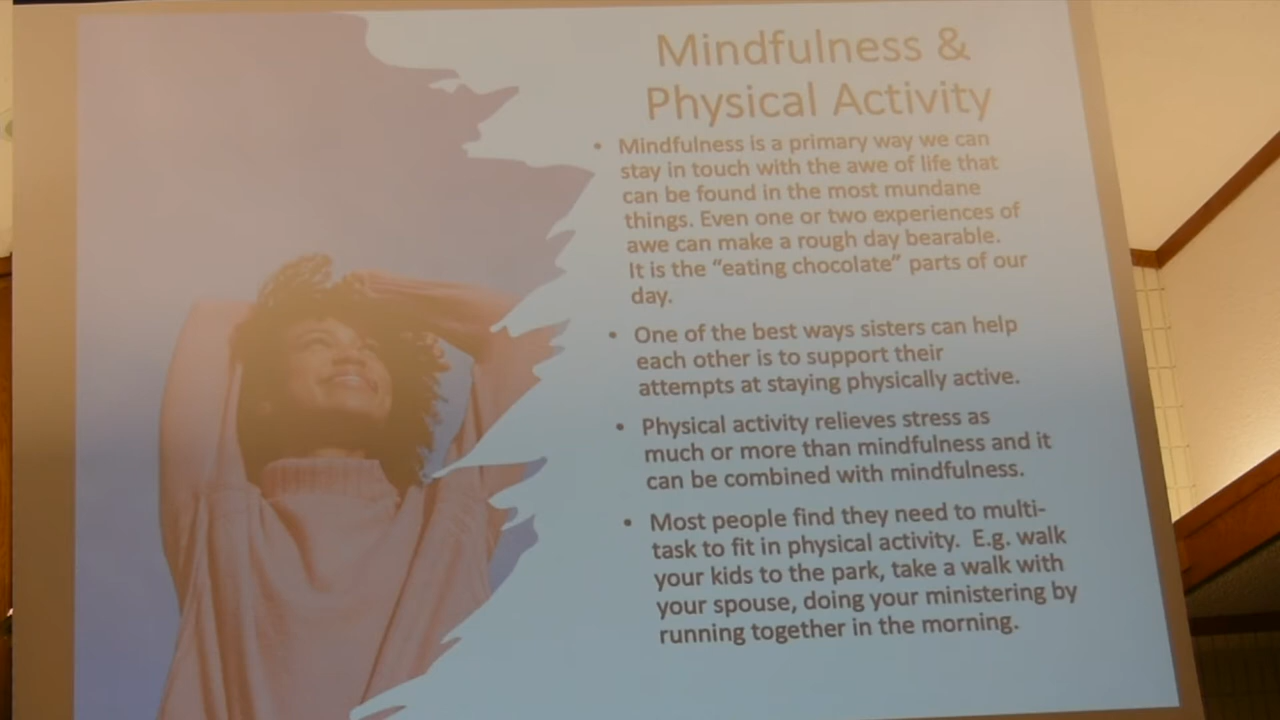 Mindfulness &
Physical Activity
• Mindfulness is a primary way we can
stay in touch with the awe of life that
can be found in the most mundane
things. Even one or two experiences of
awe can make a rough day bearable.
It is the “eating chocolate” parts of our
day.
• One of the best ways sisters can help
each other is to support their
attempts at staying physically active.
• Physical activity relieves stress as
much or more than mindfulness and it
can be combined with mindfulness.
• Most people find they need to multi-
task to fit in physical activity. E.g. walk
your kids to the park, take a walk with
your spouse, doing your ministering by
running together in the morning.